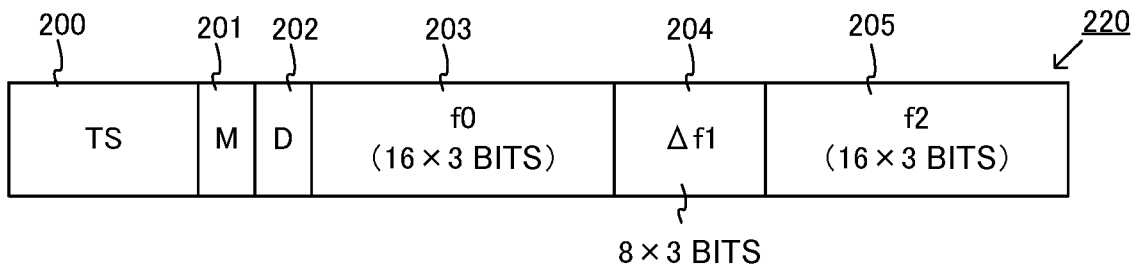 200 201 202 203 204 205 220
TS M D f0 Δf1 f2
(16×3 BITS) (16×3 BITS)
8×3 BITS